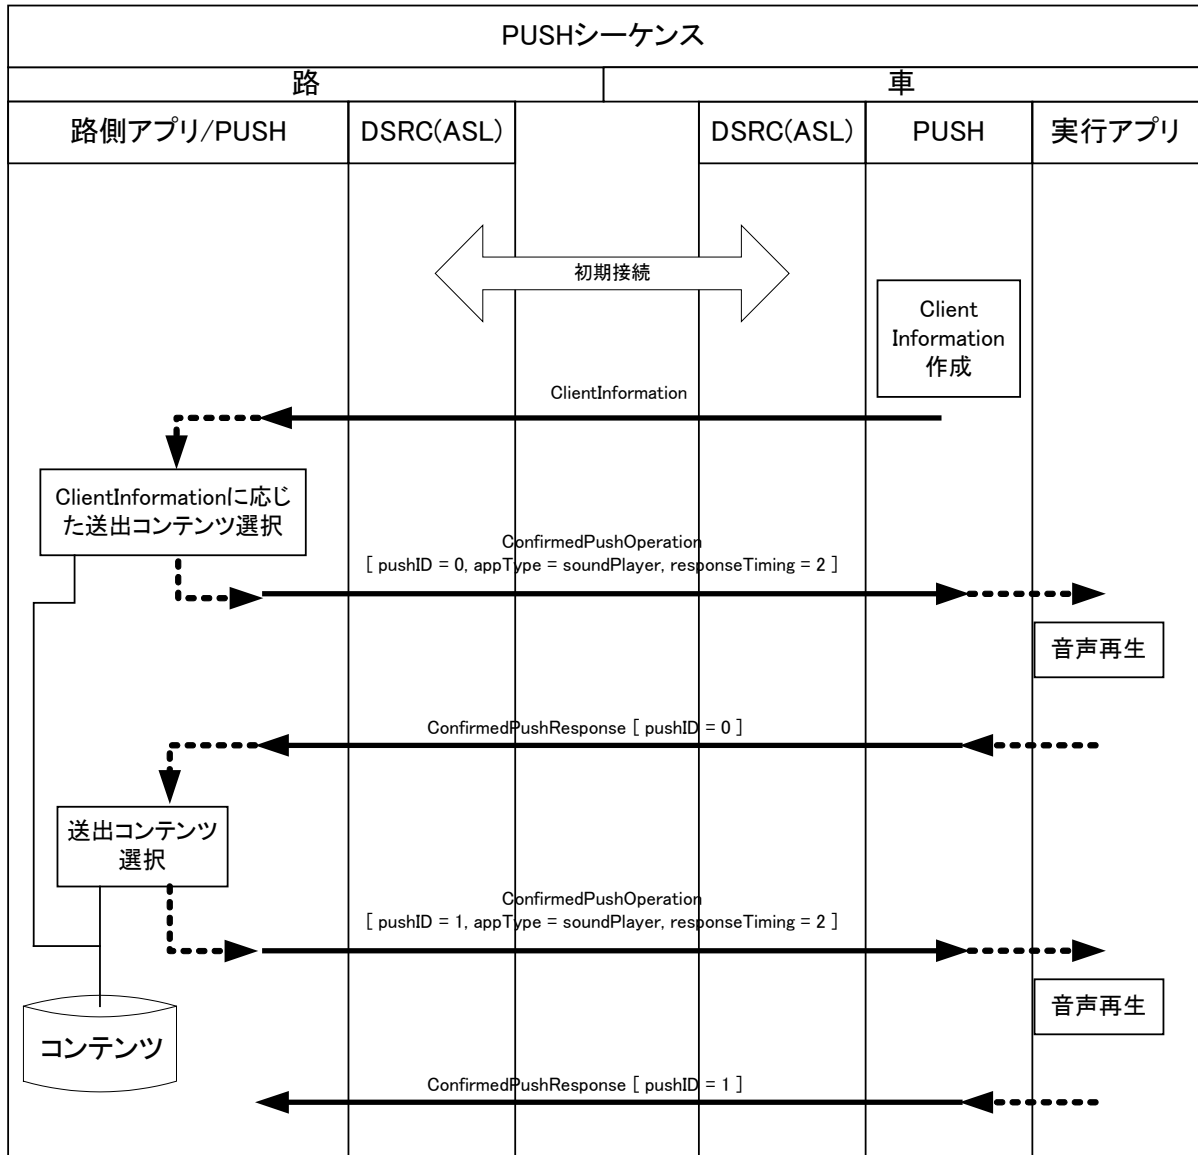 PUSHシーケンス
路
車
路側アプリ/PUSH
DSRC(ASL)
DSRC(ASL)
PUSH
実行アプリ
初期接続
Client
Information
作成
ClientInformation
ClientInformationに応じ
た送出コンテンツ選択
ConfirmedPushOperation
[ pushID = 0, appType = soundPlayer, responseTiming = 2 ]
音声再生
ConfirmedPushResponse [ pushID = 0 ]
送出コンテンツ
選択
ConfirmedPushOperation
[ pushID = 1, appType = soundPlayer, responseTiming = 2 ]
音声再生
コンテンツ
ConfirmedPushResponse [ pushID = 1 ]